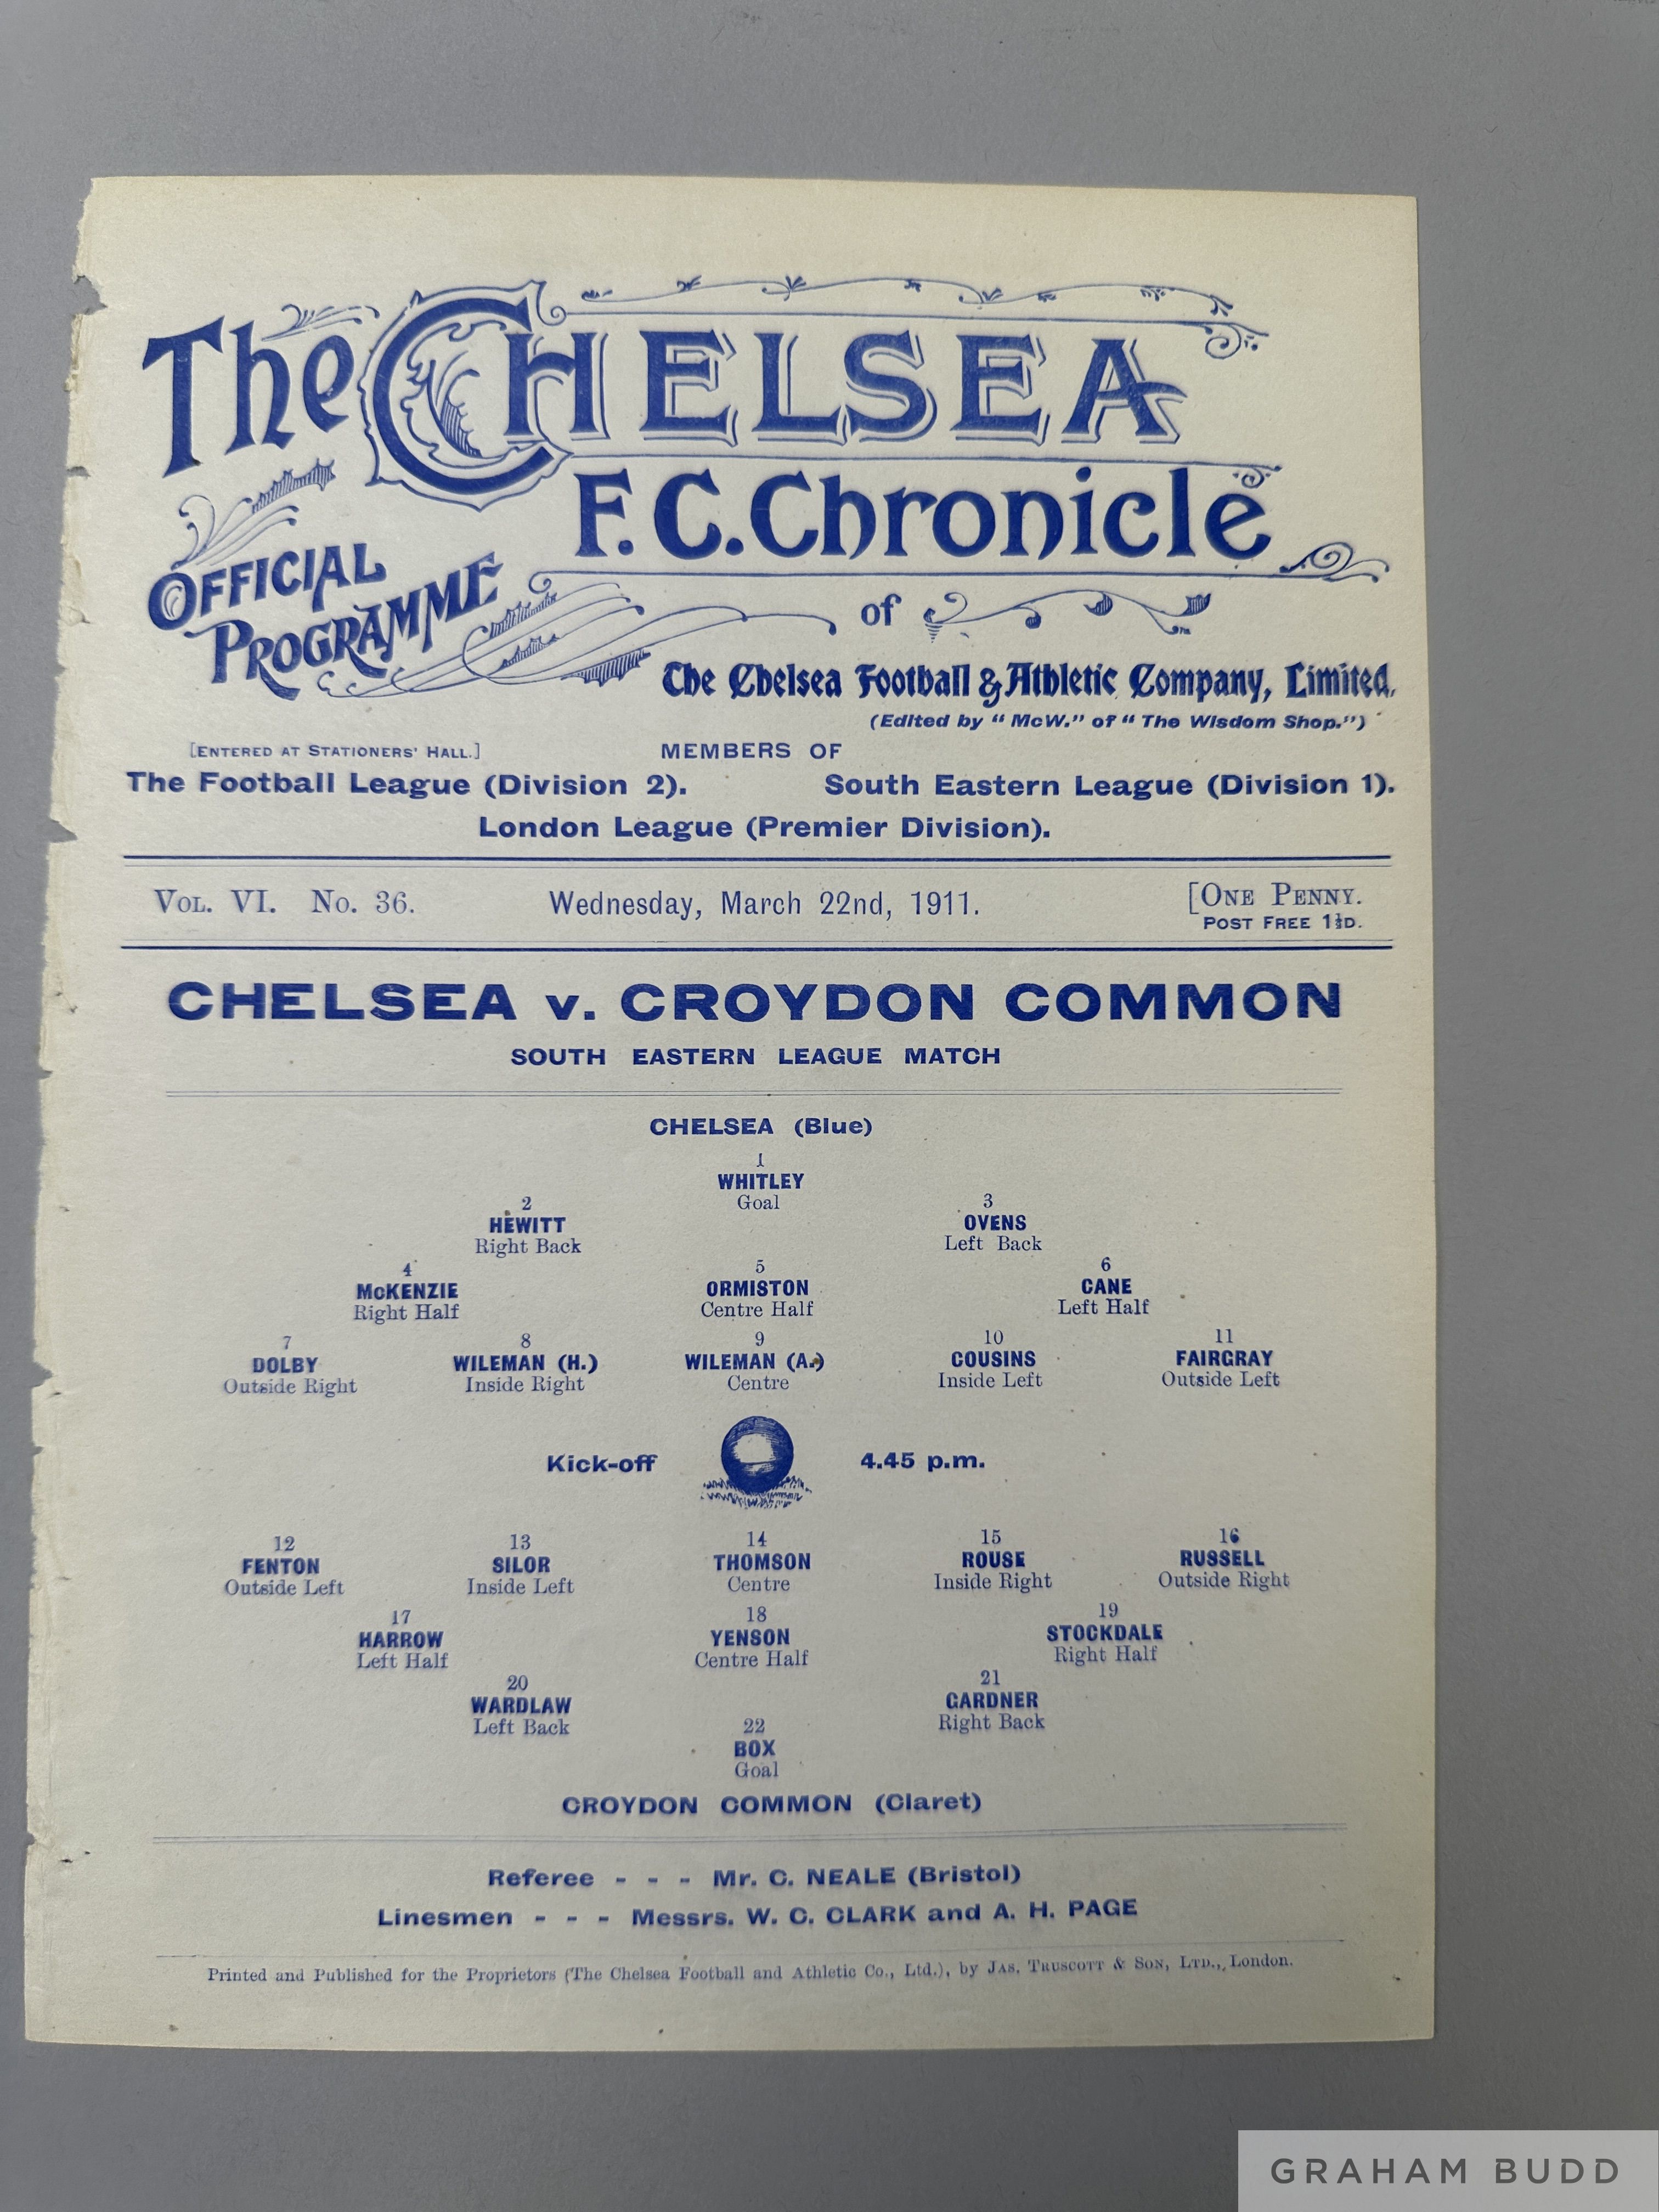 The CHELSEA
F.C. Chronicle
OFFICIAL
PROGRAMME
of
The Chelsea Football & Athletic Company, Limited.
(Edited by "McW." of "The Wisdom Shop.")
[ENTERED AT STATIONERS' HALL.] MEMBERS OF
The Football League (Division 2). South Eastern League (Division 1).
London League (Premier Division).
VOL. VI. No. 36. Wednesday, March 22nd, 1911. [ONE PENNY.
POST FREE 1½D.
CHELSEA v. CROYDON COMMON
SOUTH EASTERN LEAGUE MATCH
CHELSEA (Blue)
1
WHITLEY
Goal
2 3
HEWITT OVENS
Right Back Left Back
4 5 6
McKENZIE ORMISTON CANE
Right Half Centre Half Left Half
7 8 9 10 11
DOLBY WILEMAN (H.) WILEMAN (A.) COUSINS FAIRGRAY
Outside Right Inside Right Centre Inside Left Outside Left
Kick-off 4.45 p.m.
12 13 14 15 16
FENTON SILOR THOMSON ROUSE RUSSELL
Outside Left Inside Left Centre Inside Right Outside Right
17 18 19
HARROW YENSON STOCKDALE
Left Half Centre Half Right Half
20 21
WARDLAW GARDNER
Left Back Right Back
22
BOX
Goal
CROYDON COMMON (Claret)
Referee - - - Mr. C. NEALE (Bristol)
Linesmen - - - Messrs. W. C. CLARK and A. H. PAGE
Printed and Published for the Proprietors (The Chelsea Football and Athletic Co., Ltd.), by JAS. TRUSCOTT & SON, LTD., London.
GRAHAM BUDD